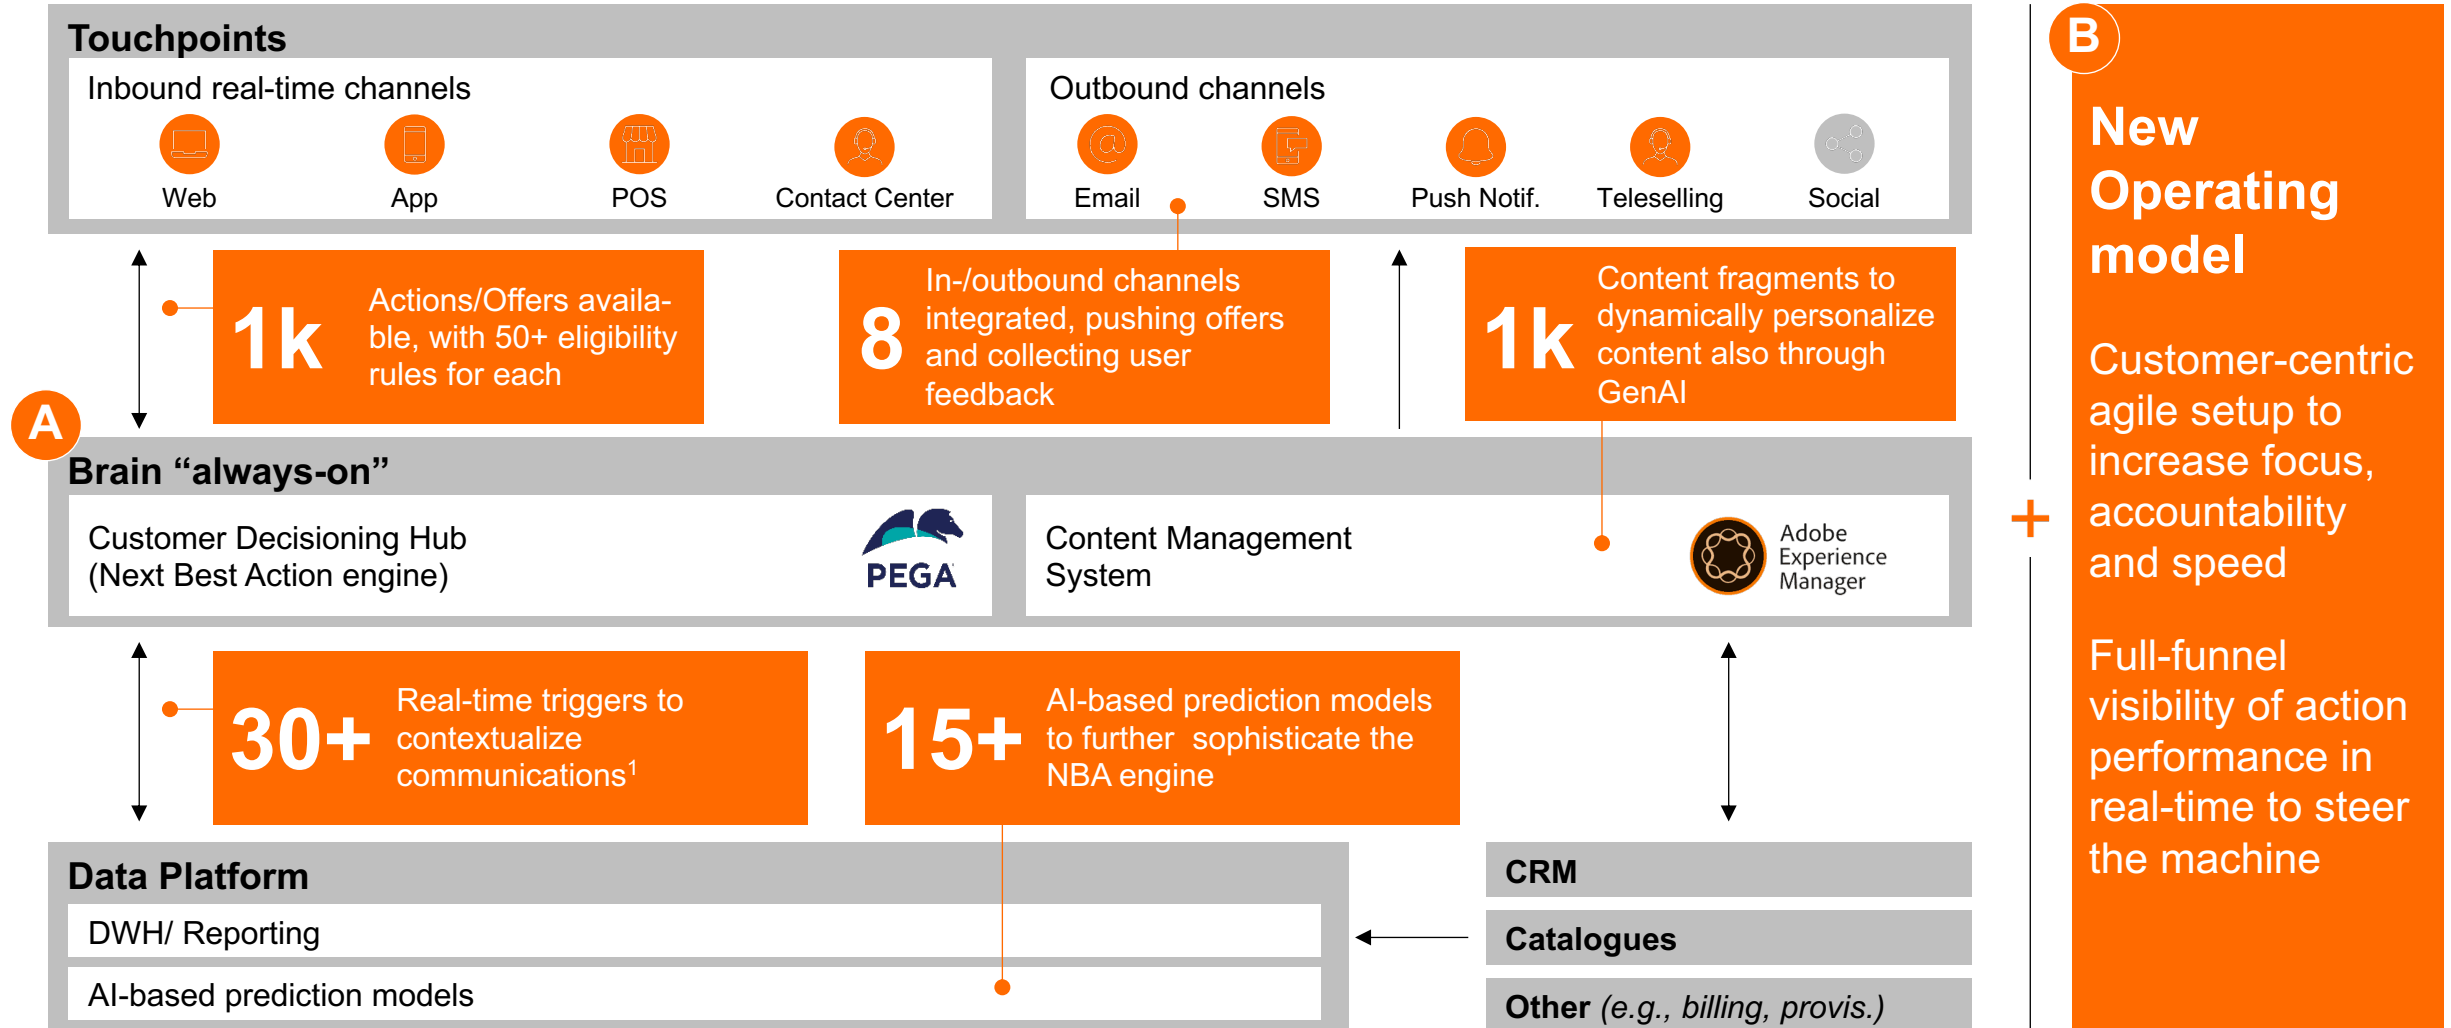 Touchpoints
Inbound real-time channels
Web
App
POS
Contact Center
Outbound channels
Email
SMS
Push Notif.
Teleselling
Social
1k
Actions/Offers availa-
ble, with 50+ eligibility
rules for each
8
In-/outbound channels
integrated, pushing offers
and collecting user
feedback
1k
Content fragments to
dynamically personalize
content also through
GenAI
A
Brain “always-on”
Customer Decisioning Hub
(Next Best Action engine)
PEGA
Content Management
System
Adobe
Experience
Manager
30+
Real-time triggers to
contextualize
communications¹
15+
AI-based prediction models
to further  sophisticate the
NBA engine
Data Platform
DWH/ Reporting
AI-based prediction models
CRM
Catalogues
Other (e.g., billing, provis.)
+
B
New
Operating
model
Customer-centric
agile setup to
increase focus,
accountability
and speed
Full-funnel
visibility of action
performance in
real-time to steer
the machine